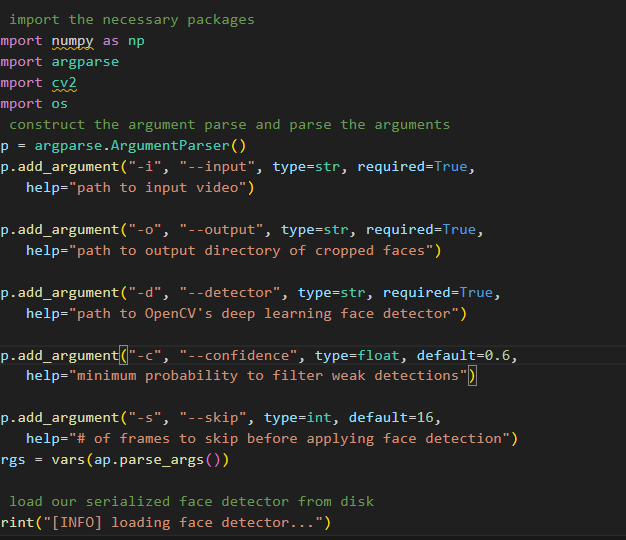 import the necessary packages
mport numpy as np
mport argparse
mport cv2
mport os
construct the argument parse and parse the arguments
p = argparse.ArgumentParser()
p.add_argument("-i", "--input", type=str, required=True,
help="path to input video")
p.add_argument("-o", "--output", type=str, required=True,
help="path to output directory of cropped faces")
p.add_argument("-d", "--detector", type=str, required=True,
help="path to OpenCV's deep learning face detector")
p.add_argument("-c", "--confidence", type=float, default=0.6,
help="minimum probability to filter weak detections")
p.add_argument("-s", "--skip", type=int, default=16,
help="# of frames to skip before applying face detection")
rgs = vars(ap.parse_args())
load our serialized face detector from disk
rint("[INFO] loading face detector...")